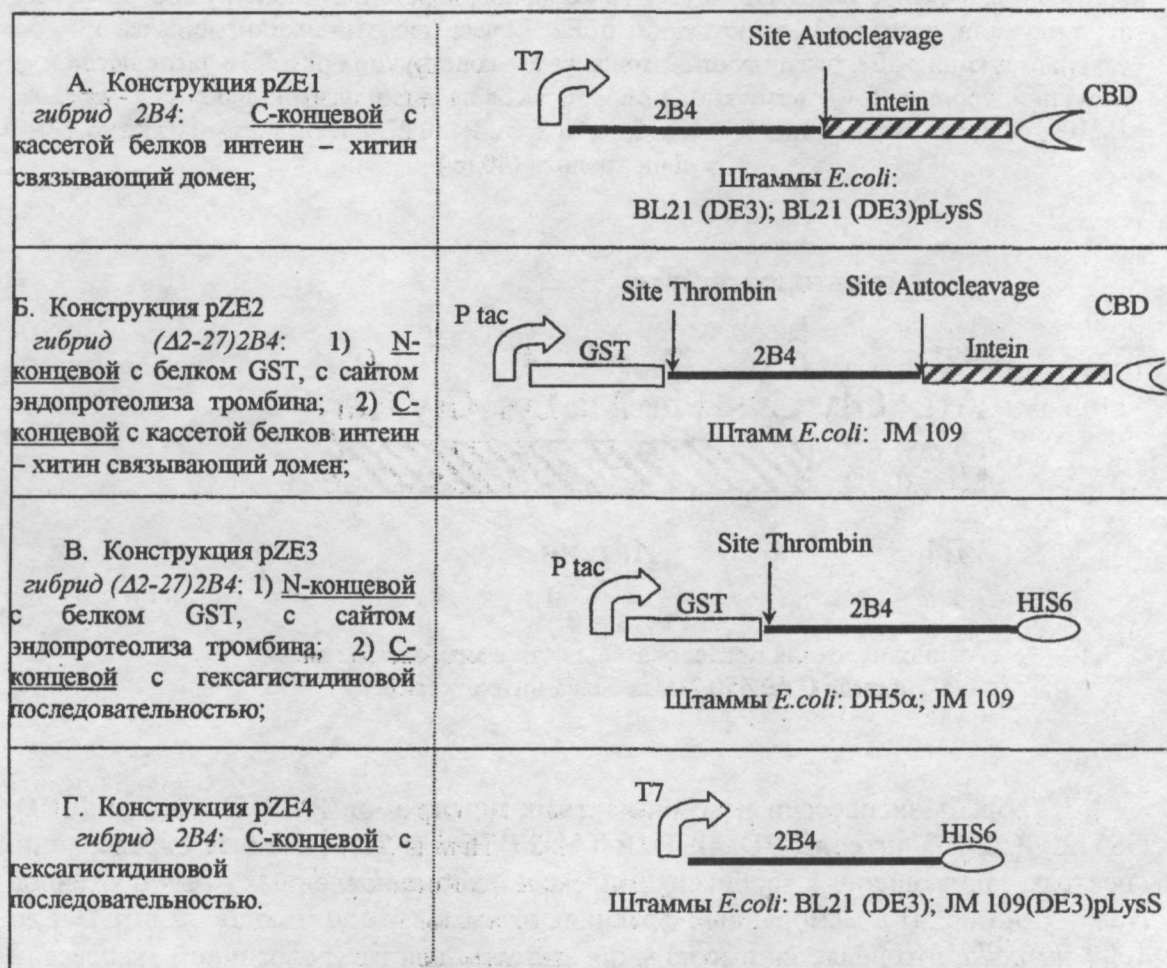 А. Конструкция pZE1
гибрид 2В4: С-концевой с
кассетой белков интеин – хитин
связывающий домен;
Site Autocleavage
T7
2B4
Intein
CBD
Штаммы E.coli:
BL21 (DE3); BL21 (DE3)pLysS
Б. Конструкция pZE2
гибрид (Δ2-27)2B4: 1) N-
концевой с белком GST, с сайтом
эндопротеолиза тромбина; 2) С-
концевой с кассетой белков интеин
– хитин связывающий домен;
Site Thrombin
Site Autocleavage
P tac
GST
2B4
Intein
CBD
Штамм E.coli: JM 109
В. Конструкция pZE3
гибрид (Δ2-27)2B4: 1) N-концевой
с белком GST, с сайтом
эндопротеолиза тромбина; 2) С-
концевой с гексагистидиновой
последовательностью;
Site Thrombin
P tac
GST
2B4
HIS6
Штаммы E.coli: DH5α; JM 109
Г. Конструкция pZE4
гибрид 2B4: С-концевой с
гексагистидиновой
последовательностью.
T7
2B4
HIS6
Штаммы E.coli: BL21 (DE3); JM 109(DE3)pLysS